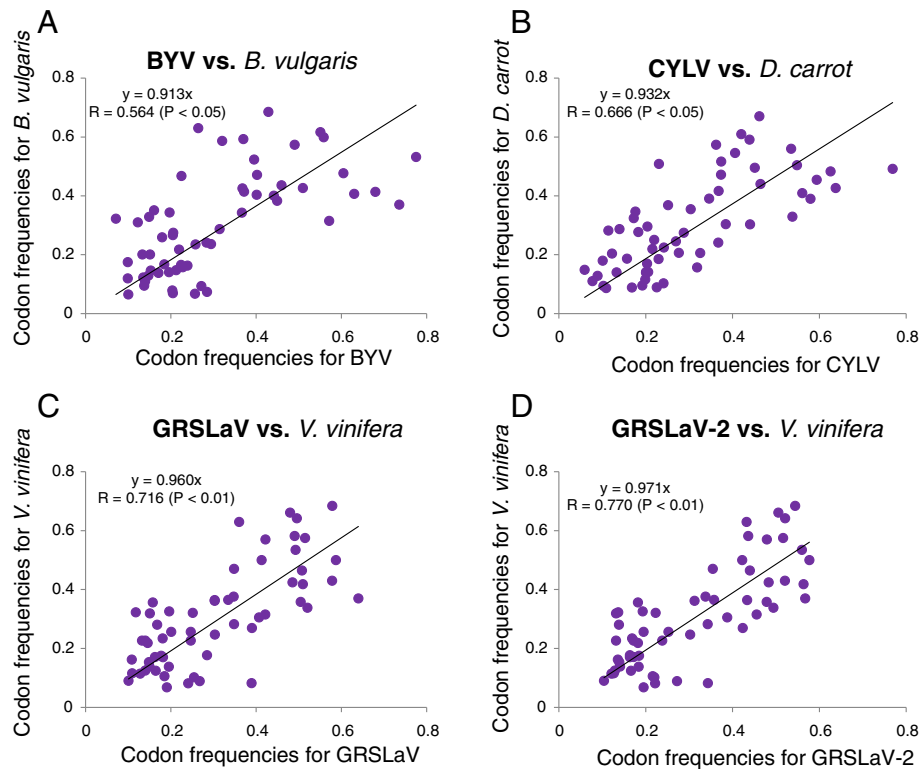 A
BYV vs. B. vulgaris
y = 0.913x
R = 0.564 (P < 0.05)
Codon frequencies for B. vulgaris
0.8
0.6
0.4
0.2
0
0 0.2 0.4 0.6 0.8
Codon frequencies for BYV
B
CYLV vs. D. carrot
y = 0.932x
R = 0.666 (P < 0.05)
Codon frequencies for D. carrot
0.8
0.6
0.4
0.2
0
0 0.2 0.4 0.6 0.8
Codon frequencies for CYLV
C
GRSLaV vs. V. vinifera
y = 0.960x
R = 0.716 (P < 0.01)
Codon frequencies for V. vinifera
0.8
0.6
0.4
0.2
0
0 0.2 0.4 0.6 0.8
Codon frequencies for GRSLaV
D
GRSLaV-2 vs. V. vinifera
y = 0.971x
R = 0.770 (P < 0.01)
Codon frequencies for V. vinifera
0.8
0.6
0.4
0.2
0
0 0.2 0.4 0.6 0.8
Codon frequencies for GRSLaV-2